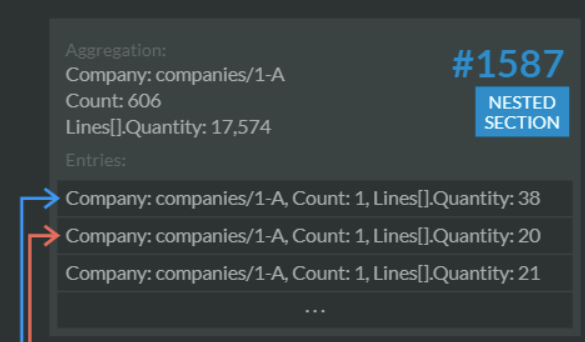 Aggregation:
Company: companies/1-A
Count: 606
Lines[].Quantity: 17,574
#1587
NESTED
SECTION
Entries:
Company: companies/1-A, Count: 1, Lines[].Quantity: 38
Company: companies/1-A, Count: 1, Lines[].Quantity: 20
Company: companies/1-A, Count: 1, Lines[].Quantity: 21
...